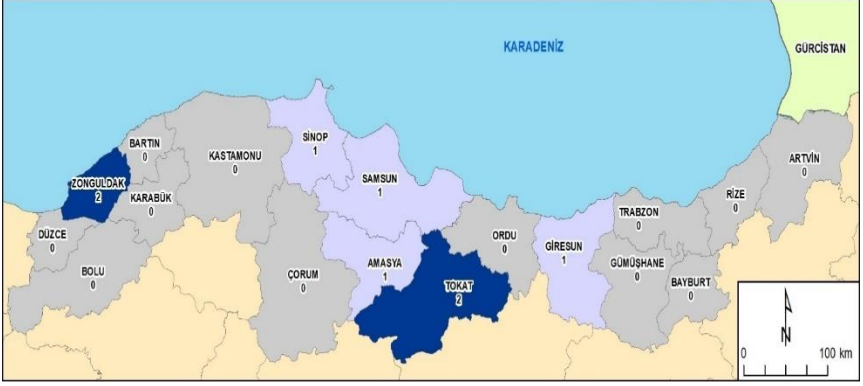 KARADENİZ
GÜRCİSTAN
BARTIN
0
KASTAMONU
0
SİNOP
1
ARTVİN
0
ZONGULDAK
2
SAMSUN
1
RİZE
0
KARABÜK
0
TRABZON
0
DÜZCE
0
ORDU
0
GİRESUN
1
BOLU
0
ÇORUM
0
AMASYA
1
GÜMÜŞHANE
0
TOKAT
2
BAYBURT
0
N
0 100 km